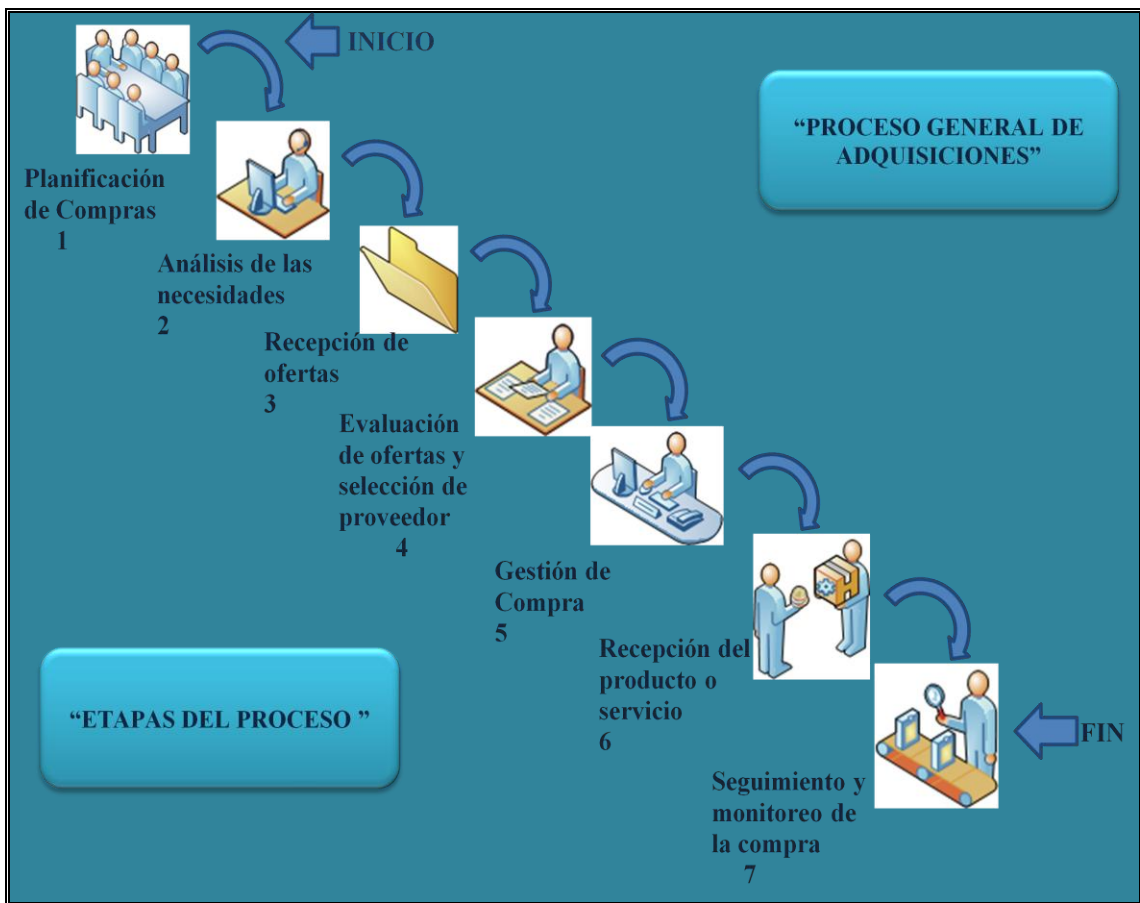 INICIO
“PROCESO GENERAL DE
ADQUISICIONES”
Planificación
de Compras
1
Análisis de las
necesidades
2
Recepción de
ofertas
3
Evaluación
de ofertas y
selección de
proveedor
4
Gestión de
Compra
5
Recepción del
producto o
servicio
6
“ETAPAS DEL PROCESO ”
FIN
Seguimiento y
monitoreo de
la compra
7